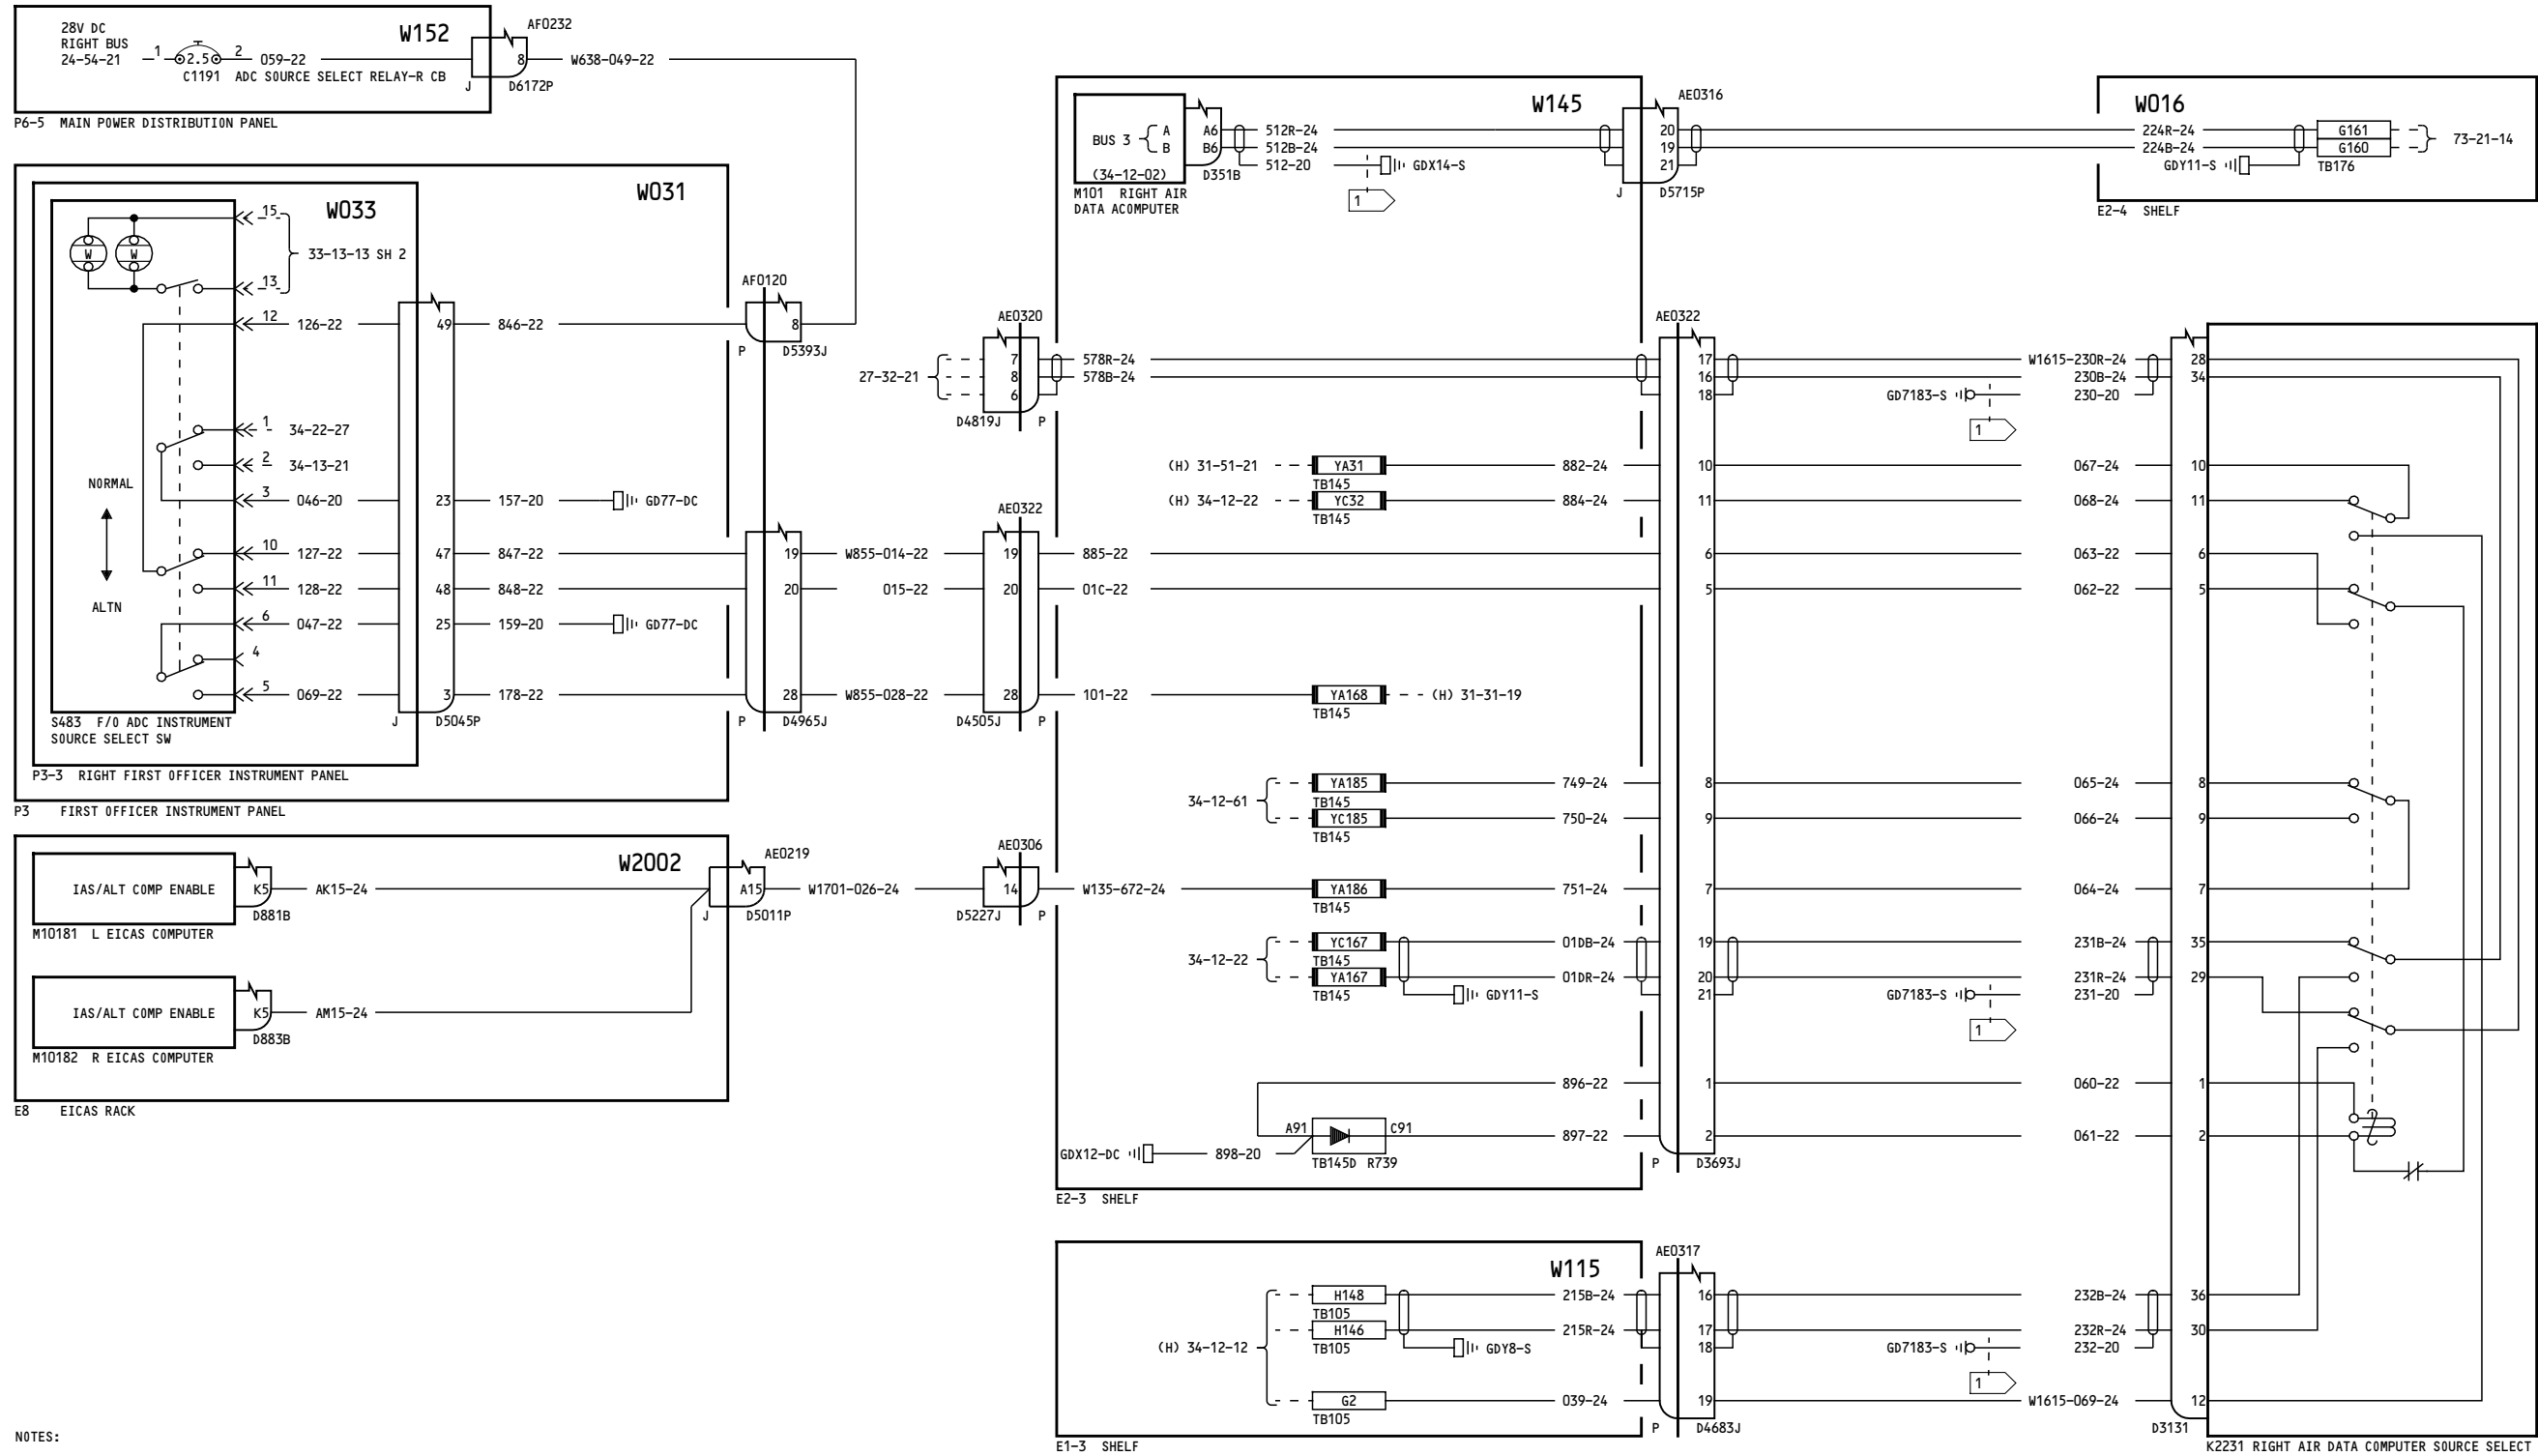 28V DC
RIGHT BUS
24-54-21
1
2.5
2
059-22
C1191 ADC SOURCE SELECT RELAY-R CB
W152
AF0232
8
J
D6172P
W638-049-22
P6-5 MAIN POWER DISTRIBUTION PANEL
W031
W033
W
W
15
13
33-13-13 SH 2
12
126-22
49
846-22
AF0120
8
P
D5393J
1
34-22-27
2
34-13-21
NORMAL
3
046-20
23
157-20
GD77-DC
10
127-22
47
847-22
19
W855-014-22
11
128-22
48
848-22
20
015-22
ALTN
6
047-22
25
159-20
GD77-DC
4
5
069-22
3
178-22
28
W855-028-22
J
D5045P
P
D4965J
S483 F/O ADC INSTRUMENT
SOURCE SELECT SW
P3-3 RIGHT FIRST OFFICER INSTRUMENT PANEL
P3 FIRST OFFICER INSTRUMENT PANEL
W2002
IAS/ALT COMP ENABLE
K5
AK15-24
D881B
M10181 L EICAS COMPUTER
AE0219
A15
J
D5011P
W1701-026-24
IAS/ALT COMP ENABLE
K5
AM15-24
D883B
M10182 R EICAS COMPUTER
E8 EICAS RACK
NOTES:
W145
BUS 3
A
B
A6
B6
(34-12-02)
D351B
M101 RIGHT AIR
DATA ACOMPUTER
512R-24
512B-24
512-20
GDX14-S
1
AE0316
20
19
21
J
D5715P
W016
224R-24
224B-24
GDY11-S
G161
G160
TB176
73-21-14
E2-4 SHELF
AE0320
27-32-21
7
8
6
D4819J
P
578R-24
578B-24
AE0322
17
16
18
W1615-230R-24
230B-24
GD7183-S
230-20
1
28
34
(H) 31-51-21
YA31
TB145
882-24
10
067-24
10
(H) 34-12-22
YC32
TB145
884-24
11
068-24
11
AE0322
19
885-22
6
063-22
6
20
01C-22
5
062-22
5
28
101-22
YA168
TB145
(H) 31-31-19
D4505J
P
34-12-61
YA185
TB145
749-24
8
065-24
8
YC185
TB145
750-24
9
066-24
9
AE0306
14
D5227J
P
W135-672-24
YA186
TB145
751-24
7
064-24
7
34-12-22
YC167
TB145
01DB-24
19
231B-24
35
YA167
TB145
01DR-24
20
231R-24
29
GDY11-S
21
GD7183-S
231-20
1
896-22
1
060-22
1
GDX12-DC
898-20
A91
C91
TB145D R739
897-22
2
061-22
2
P
D3693J
E2-3 SHELF
W115
AE0317
(H) 34-12-12
H148
TB105
215B-24
16
232B-24
36
H146
TB105
215R-24
17
232R-24
30
GDY8-S
18
GD7183-S
232-20
1
G2
TB105
039-24
19
W1615-069-24
12
P
D4683J
D3131
E1-3 SHELF
K2231 RIGHT AIR DATA COMPUTER SOURCE SELECT